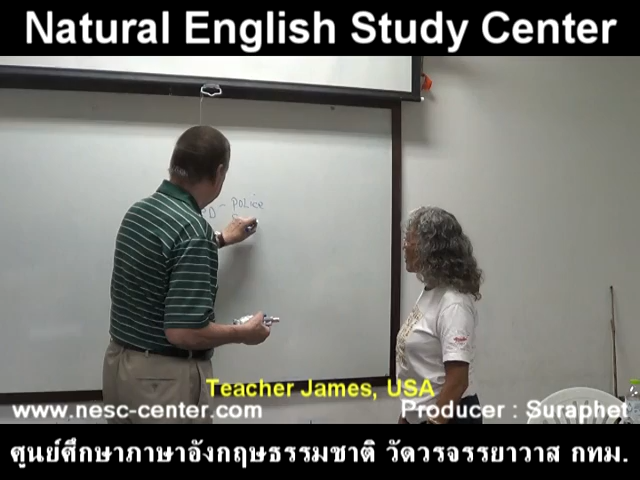 Natural English Study Center
PD - POLice
S
Teacher James, USA
www.nesc-center.com
Producer : Suraphet
ศูนย์ศึกษาภาษาอังกฤษธรรมชาติ วัดวรจรรยาวาส กทม.